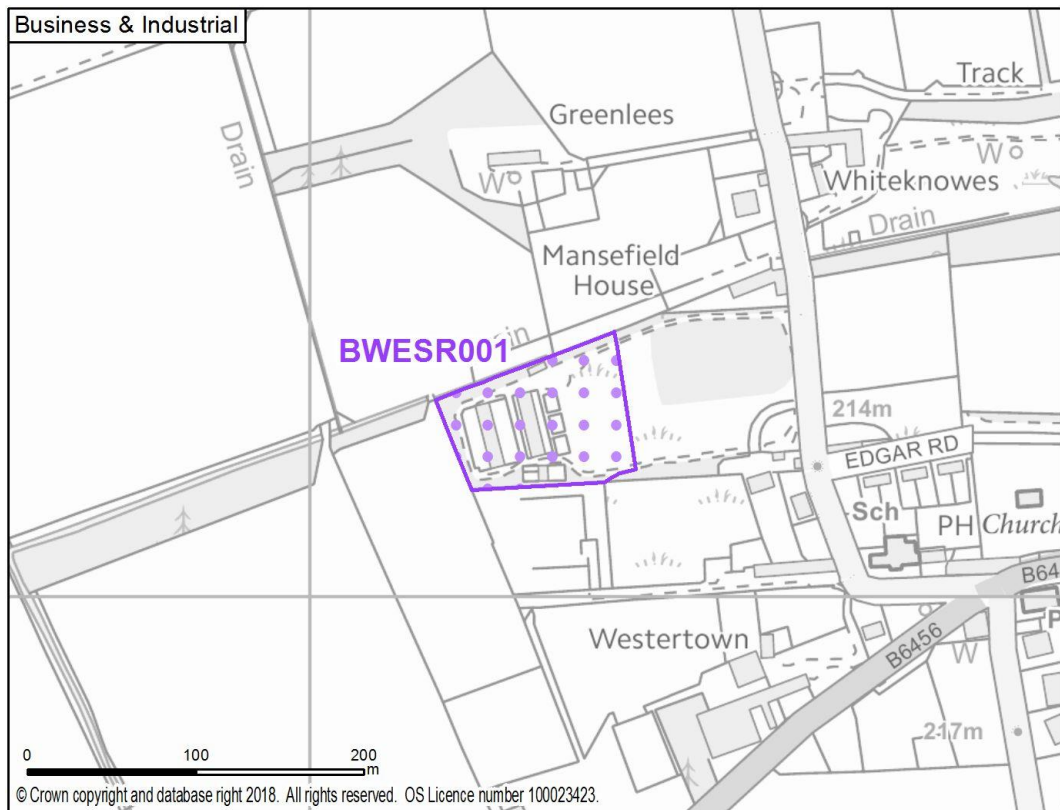 Business & Industrial
Track
Greenlees
Drain
W
W
Whiteknowes
Drain
Mansefield
House
BWESR001
214m
EDGAR RD
Sch
PH
Church
B64
B6456
Westertown
W
P
217m
0
100
200
m
© Crown copyright and database right 2018. All rights reserved. OS Licence number 100023423.